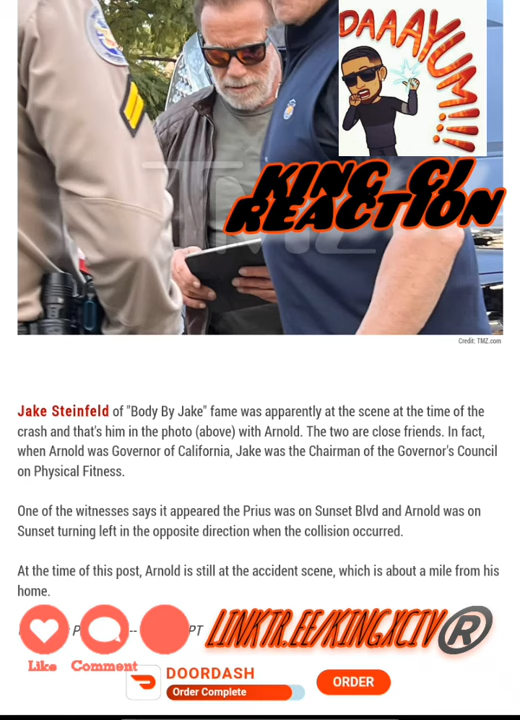 DAAAYUM!!!
KING CI
REACTION
TMZ
Credit: TMZ.com
Jake Steinfeld of "Body By Jake" fame was apparently at the scene at the time of the
crash and that's him in the photo (above) with Arnold. The two are close friends. In fact,
when Arnold was Governor of California, Jake was the Chairman of the Governor's Council
on Physical Fitness.
One of the witnesses says it appeared the Prius was on Sunset Blvd and Arnold was on
Sunset turning left in the opposite direction when the collision occurred.
At the time of this post, Arnold is still at the accident scene, which is about a mile from his
home.
P -- PT
LINKTR.EE/KINGXCIV®
Like Comment
DOORDASH
Order Complete
ORDER